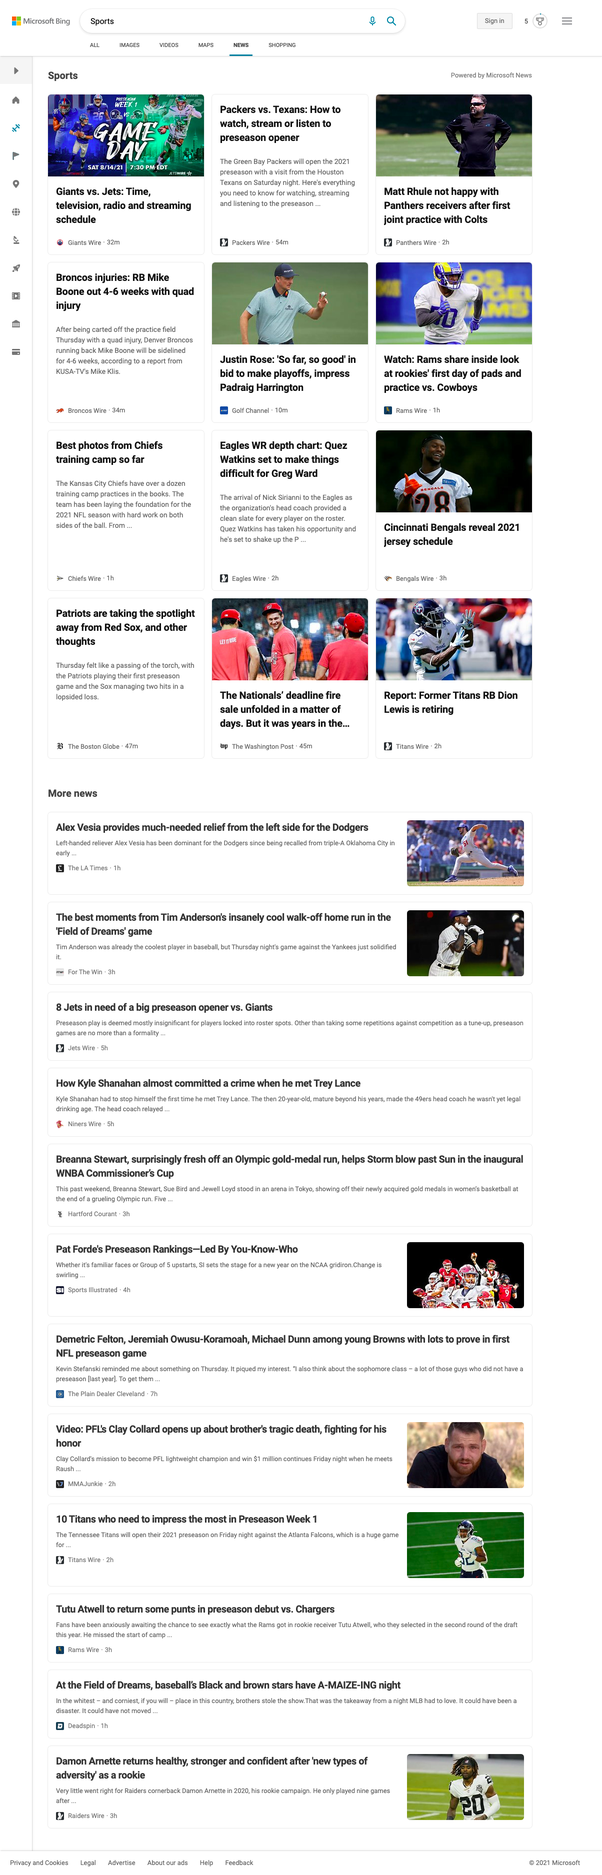 Microsoft Bing
Sports
Sign in
5
ALL
IMAGES
VIDEOS
MAPS
NEWS
SHOPPING
Sports
Powered by Microsoft News
WEEK 1
GAME
DAY
SAT 8/14/21 | 7:30 PM EDT
Giants vs. Jets: Time,
television, radio and streaming
schedule
Giants Wire · 32m
Packers vs. Texans: How to
watch, stream or listen to
preseason opener
The Green Bay Packers will open the 2021
preseason with a visit from the Houston
Texans on Saturday night. Here's everything
you need to know for watching, streaming
and listening to the preseason ...
Packers Wire · 54m
Matt Rhule not happy with
Panthers receivers after first
joint practice with Colts
Panthers Wire · 2h
Broncos injuries: RB Mike
Boone out 4-6 weeks with quad
injury
After being carted off the practice field
Thursday with a quad injury, Denver Broncos
running back Mike Boone will be sidelined
for 4-6 weeks, according to a report from
KUSA-TV's Mike Klis.
Broncos Wire · 34m
Justin Rose: 'So far, so good' in
bid to make playoffs, impress
Padraig Harrington
Golf Channel · 10m
70
Watch: Rams share inside look
at rookies' first day of pads and
practice vs. Cowboys
Rams Wire · 1h
Best photos from Chiefs
training camp so far
The Kansas City Chiefs have over a dozen
training camp practices in the books. The
team has been laying the foundation for the
2021 NFL season with hard work on both
sides of the ball. From ...
Chiefs Wire · 1h
Eagles WR depth chart: Quez
Watkins set to make things
difficult for Greg Ward
The arrival of Nick Sirianni to the Eagles as
the organization's head coach provided a
clean slate for every player on the roster.
Quez Watkins has taken his opportunity and
he's set to shake up the P ...
Eagles Wire · 2h
BENGALS
28
Cincinnati Bengals reveal 2021
jersey schedule
Bengals Wire · 3h
Patriots are taking the spotlight
away from Red Sox, and other
thoughts
Thursday felt like a passing of the torch, with
the Patriots playing their first preseason
game and the Sox managing two hits in a
lopsided loss.
The Boston Globe · 47m
The Nationals' deadline fire
sale unfolded in a matter of
days. But it was years in the...
wp The Washington Post · 45m
Report: Former Titans RB Dion
Lewis is retiring
Titans Wire · 2h
More news
Alex Vesia provides much-needed relief from the left side for the Dodgers
Left-handed reliever Alex Vesia has been dominant for the Dodgers since being recalled from triple-A Oklahoma City in
early ...
The LA Times · 1h
The best moments from Tim Anderson's insanely cool walk-off home run in the
'Field of Dreams' game
Tim Anderson was already the coolest player in baseball, but Thursday night's game against the Yankees just solidified
it.
For The Win · 3h
8 Jets in need of a big preseason opener vs. Giants
Preseason play is deemed mostly insignificant for players locked into roster spots. Other than taking some repetitions against competition as a tune-up, preseason
games are no more than a formality ...
Jets Wire · 5h
How Kyle Shanahan almost committed a crime when he met Trey Lance
Kyle Shanahan had to stop himself the first time he met Trey Lance. The then 20-year-old, mature beyond his years, made the 49ers head coach he wasn't yet legal
drinking age. The head coach relayed ...
Niners Wire · 5h
Breanna Stewart, surprisingly fresh off an Olympic gold-medal run, helps Storm blow past Sun in the inaugural
WNBA Commissioner's Cup
This past weekend, Breanna Stewart, Sue Bird and Jewell Loyd stood in an arena in Tokyo, showing off their newly acquired gold medals in women's basketball at
the end of a grueling Olympic run. Five ...
Hartford Courant · 3h
Pat Forde's Preseason Rankings—Led By You-Know-Who
Whether it's familiar faces or Group of 5 upstarts, SI sets the stage for a new year on the NCAA gridiron.Change is
swirling ...
SI Sports Illustrated · 4h
9
Demetric Felton, Jeremiah Owusu-Koramoah, Michael Dunn among young Browns with lots to prove in first
NFL preseason game
Kevin Stefanski reminded me about something on Thursday. It piqued my interest. "I also think about the sophomore class – a lot of those guys who did not have a
preseason [last year]. To get them ...
The Plain Dealer Cleveland · 7h
Video: PFL's Clay Collard opens up about brother's tragic death, fighting for his
honor
Clay Collard's mission to become PFL lightweight champion and win $1 million continues Friday night when he meets
Raush ...
MMAJunkie · 2h
10 Titans who need to impress the most in Preseason Week 1
The Tennessee Titans will open their 2021 preseason on Friday night against the Atlanta Falcons, which is a huge game
for ...
Titans Wire · 2h
Tutu Atwell to return some punts in preseason debut vs. Chargers
Fans have been anxiously awaiting the chance to see exactly what the Rams got in rookie receiver Tutu Atwell, who they selected in the second round of the draft
this year. He missed the start of camp ...
Rams Wire · 3h
At the Field of Dreams, baseball's Black and brown stars have A-MAIZE-ING night
In the whitest – and corniest, if you will – place in this country, brothers stole the show.That was the takeaway from a night MLB had to love. It could have been a
disaster. It could have not moved ...
Deadspin · 1h
Damon Arnette returns healthy, stronger and confident after 'new types of
adversity' as a rookie
Very little went right for Raiders cornerback Damon Arnette in 2020, his rookie campaign. He only played nine games
after ...
Raiders Wire · 3h
20
Privacy and Cookies
Legal
Advertise
About our ads
Help
Feedback
© 2021 Microsoft